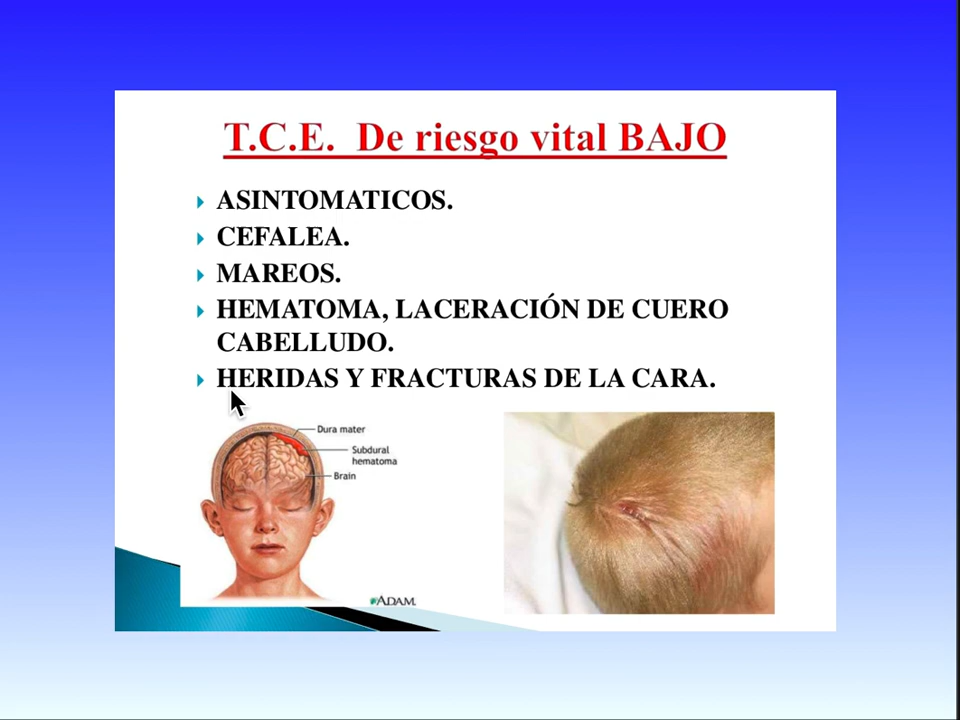 T.C.E. De riesgo vital BAJO
ASINTOMATICOS.
CEFALEA.
MAREOS.
HEMATOMA, LACERACIÓN DE CUERO
CABELLUDO.
HERIDAS Y FRACTURAS DE LA CARA.
Dura mater
Subdural
hematoma
Brain
ADAM.